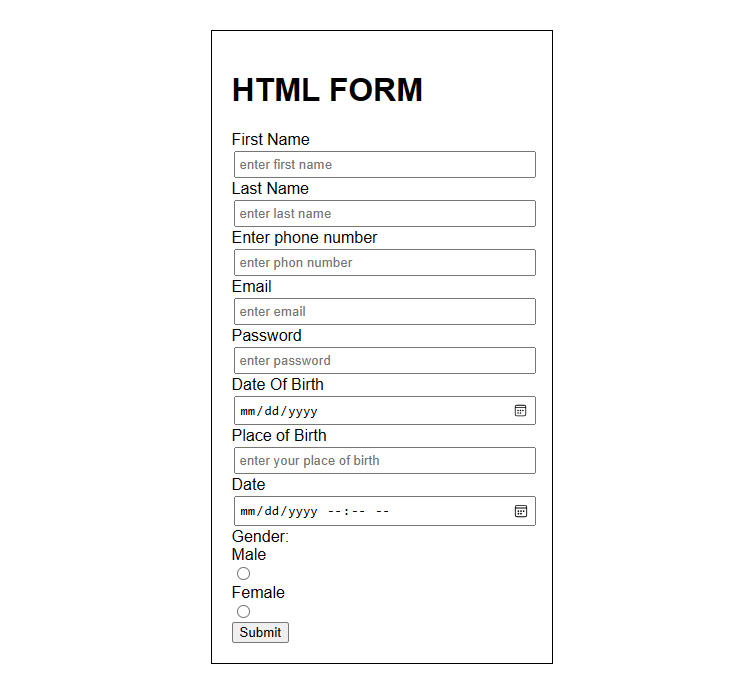 HTML FORM
First Name
enter first name
Last Name
enter last name
Enter phone number
enter phon number
Email
enter email
Password
enter password
Date Of Birth
mm/dd/yyyy
Place of Birth
enter your place of birth
Date
mm/dd/yyyy --:-- --
Gender:
Male
Female
Submit